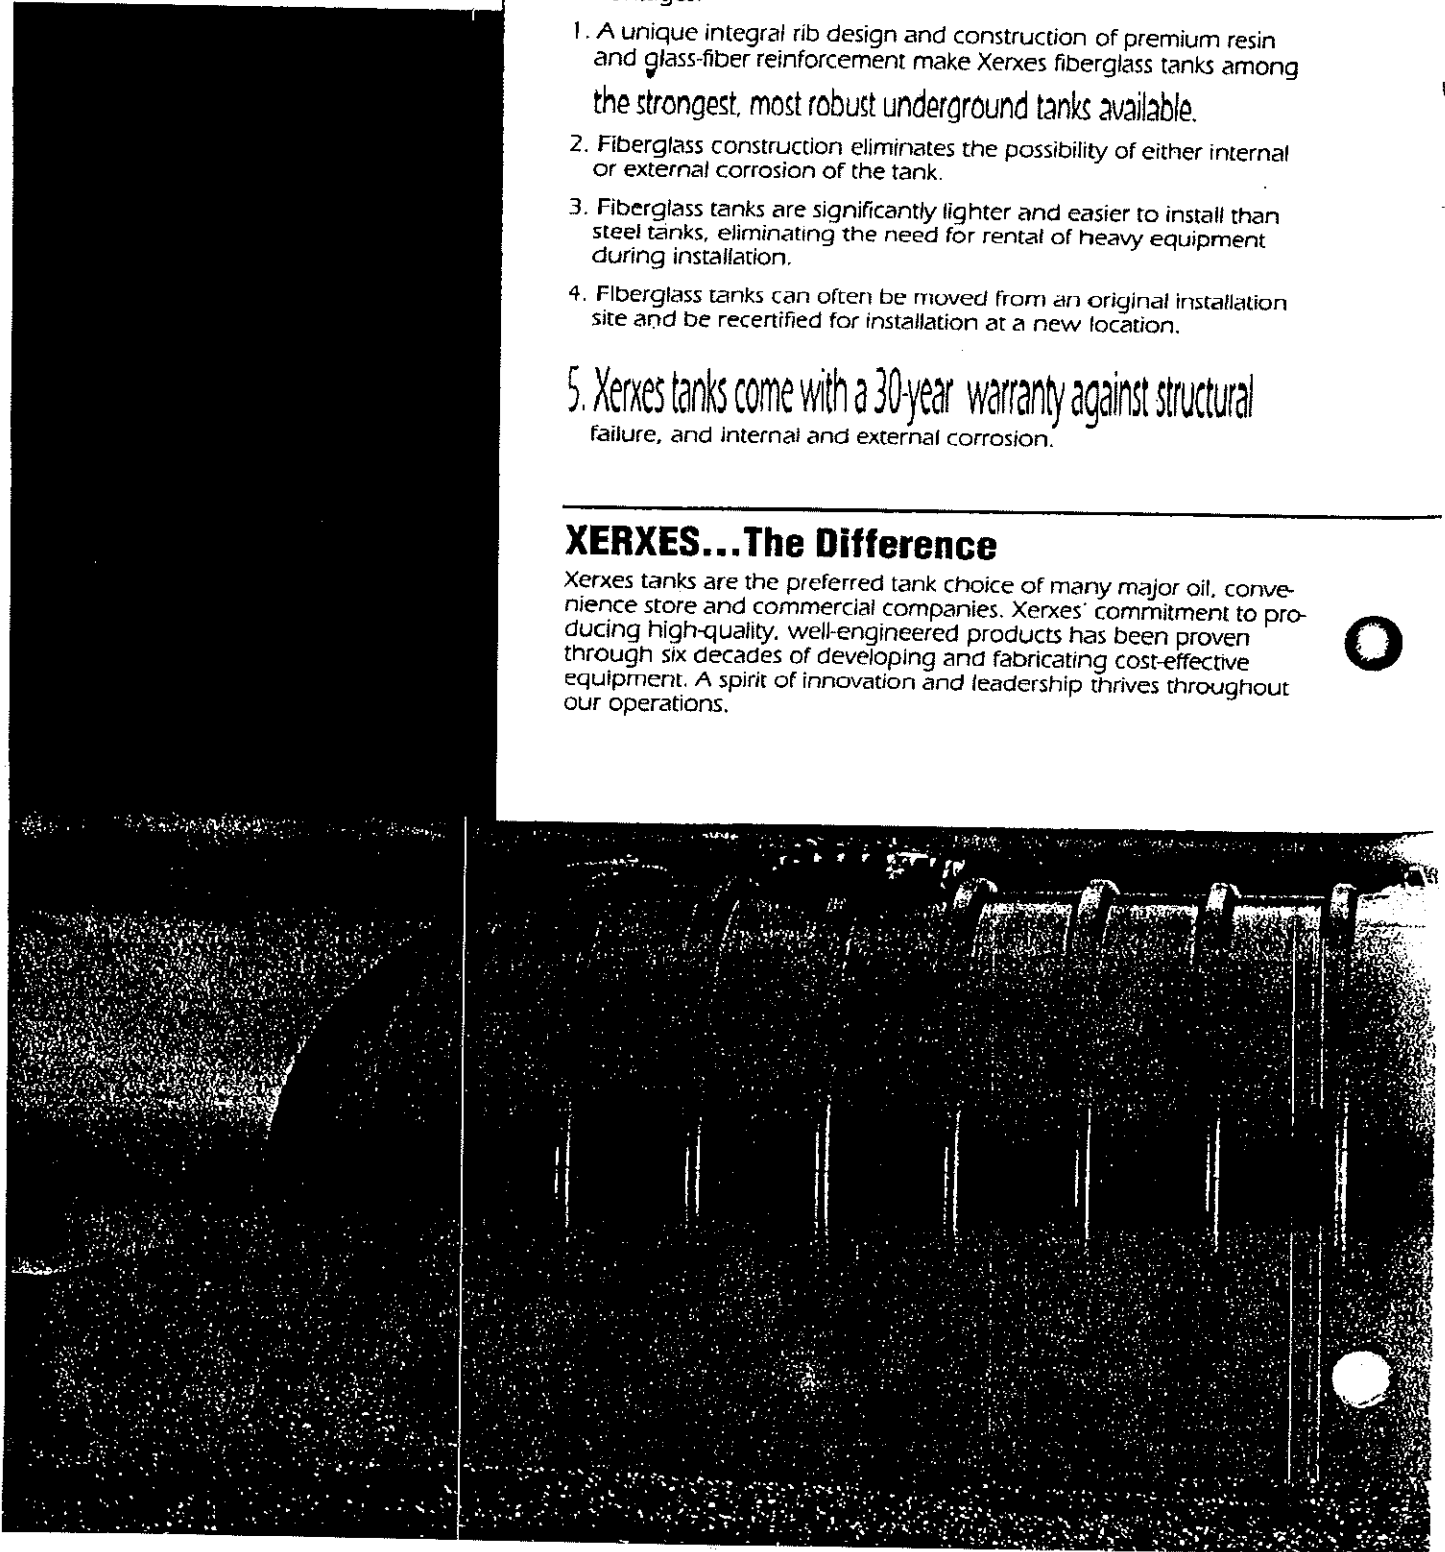 1. A unique integral rib design and construction of premium resin
and glass-fiber reinforcement make Xerxes fiberglass tanks among
the strongest, most robust underground tanks available.
2. Fiberglass construction eliminates the possibility of either internal
or external corrosion of the tank.
3. Fiberglass tanks are significantly lighter and easier to install than
steel tanks, eliminating the need for rental of heavy equipment
during installation.
4. Fiberglass tanks can often be moved from an original installation
site and be recertified for installation at a new location.
5. Xerxes tanks come with a 30-year warranty against structural
failure, and internal and external corrosion.
XERXES...The Difference
Xerxes tanks are the preferred tank choice of many major oil, conve-
nience store and commercial companies. Xerxes' commitment to pro-
ducing high-quality, well-engineered products has been proven
through six decades of developing and fabricating cost-effective
equipment. A spirit of innovation and leadership thrives throughout
our operations.